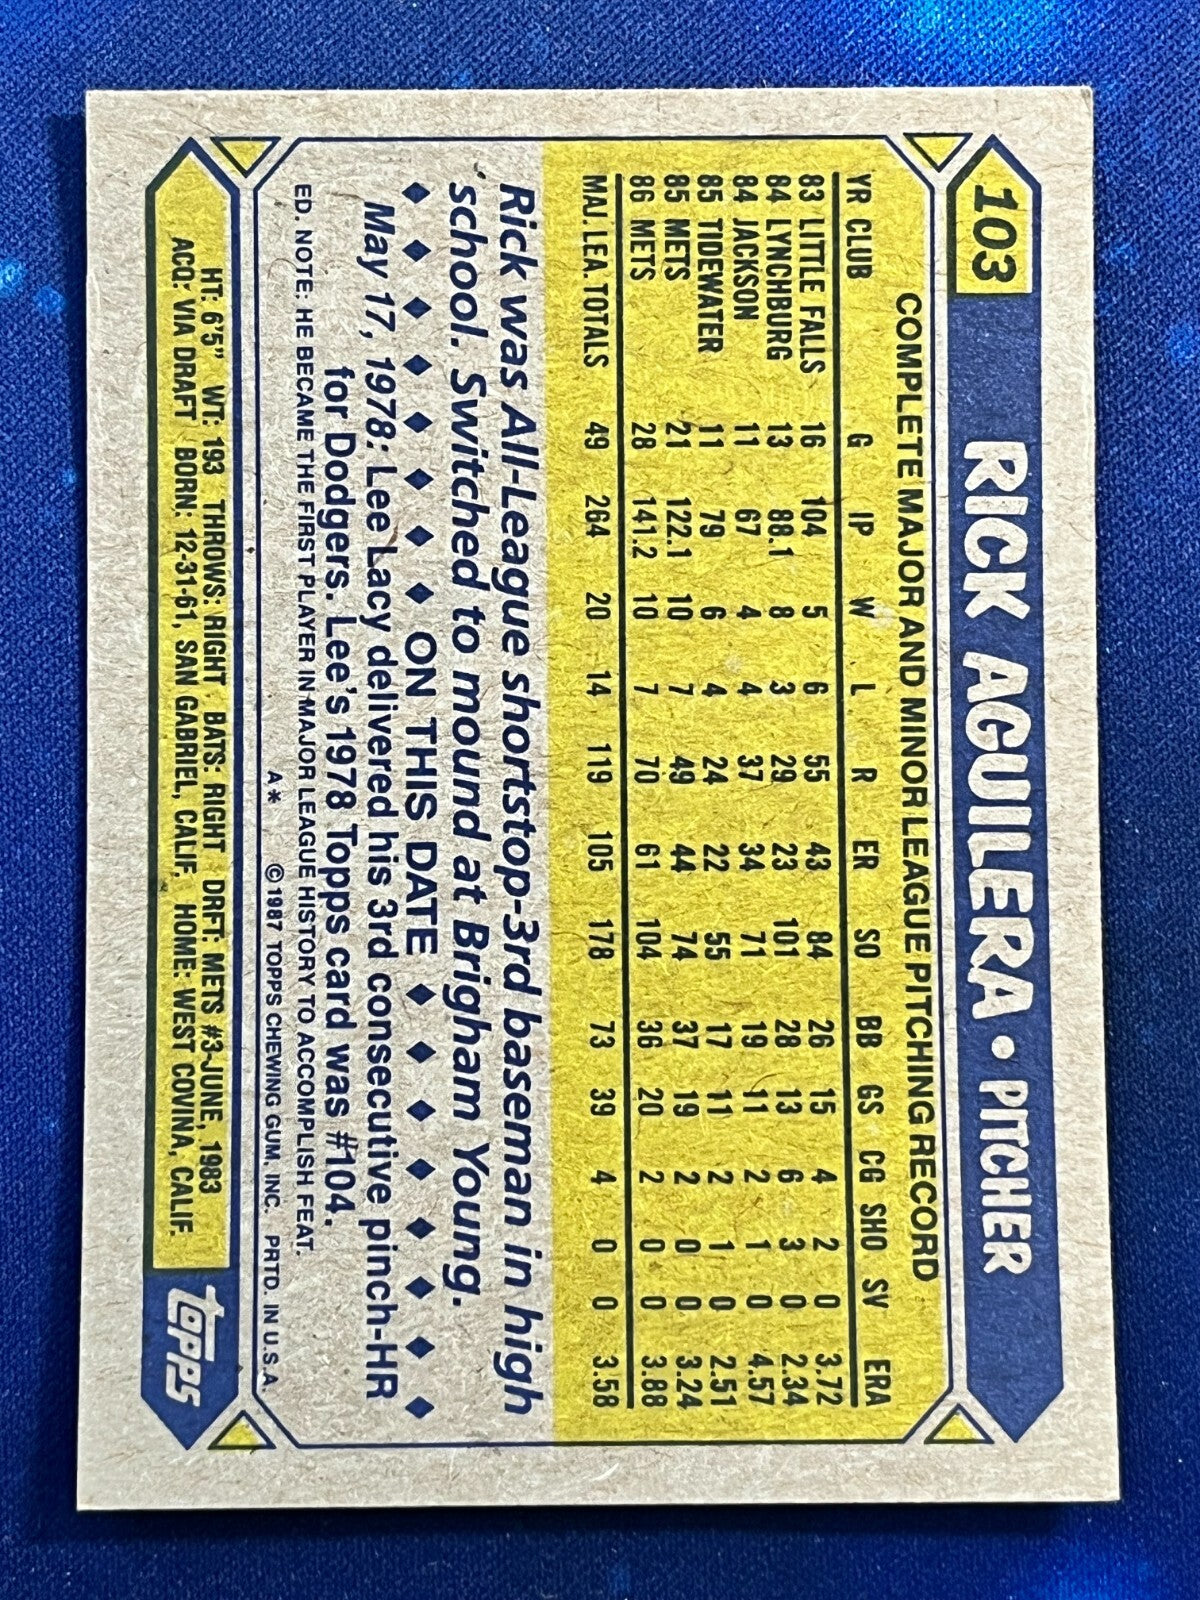 103 RICK AGUILERA • PITCHER
COMPLETE MAJOR AND MINOR LEAGUE PITCHING RECORD
YR CLUB G IP W L R ER SO BB GS CG SHO SV ERA
83 LITTLE FALLS 16 104 5 6 55 43 84 26 15 4 2 0 3.72
84 LYNCHBURG 13 88.1 8 3 29 23 101 28 13 6 3 0 2.34
84 JACKSON 11 67 4 4 37 34 71 19 11 2 1 0 4.57
85 TIDEWATER 11 79 6 4 24 22 55 17 11 2 1 0 2.51
85 METS 21 122.1 10 7 49 44 74 37 19 2 0 0 3.24
86 METS 28 141.2 10 7 70 61 104 36 20 2 0 0 3.88
MAJ. LEA. TOTALS 49 264 20 14 119 105 178 73 39 4 0 0 3.58
Rick was All-League shortstop-3rd baseman in high
school. Switched to mound at Brigham Young.
♦ ♦ ♦ ♦ ♦ ♦ ♦ ♦ ON THIS DATE ♦ ♦ ♦ ♦ ♦ ♦ ♦ ♦
May 17, 1978: Lee Lacy delivered his 3rd consecutive pinch-HR
for Dodgers. Lee's 1978 Topps card was #104.
ED. NOTE: HE BECAME THE FIRST PLAYER IN MAJOR LEAGUE HISTORY TO ACCOMPLISH FEAT.
A* © 1987 TOPPS CHEWING GUM, INC. PRTD. IN U.S.A.
HT: 6'5" WT: 193 THROWS: RIGHT BATS: RIGHT DRFT: METS #3-JUNE, 1983
ACQ: VIA DRAFT BORN: 12-31-61, SAN GABRIEL, CALIF. HOME: WEST COVINA, CALIF.
topps